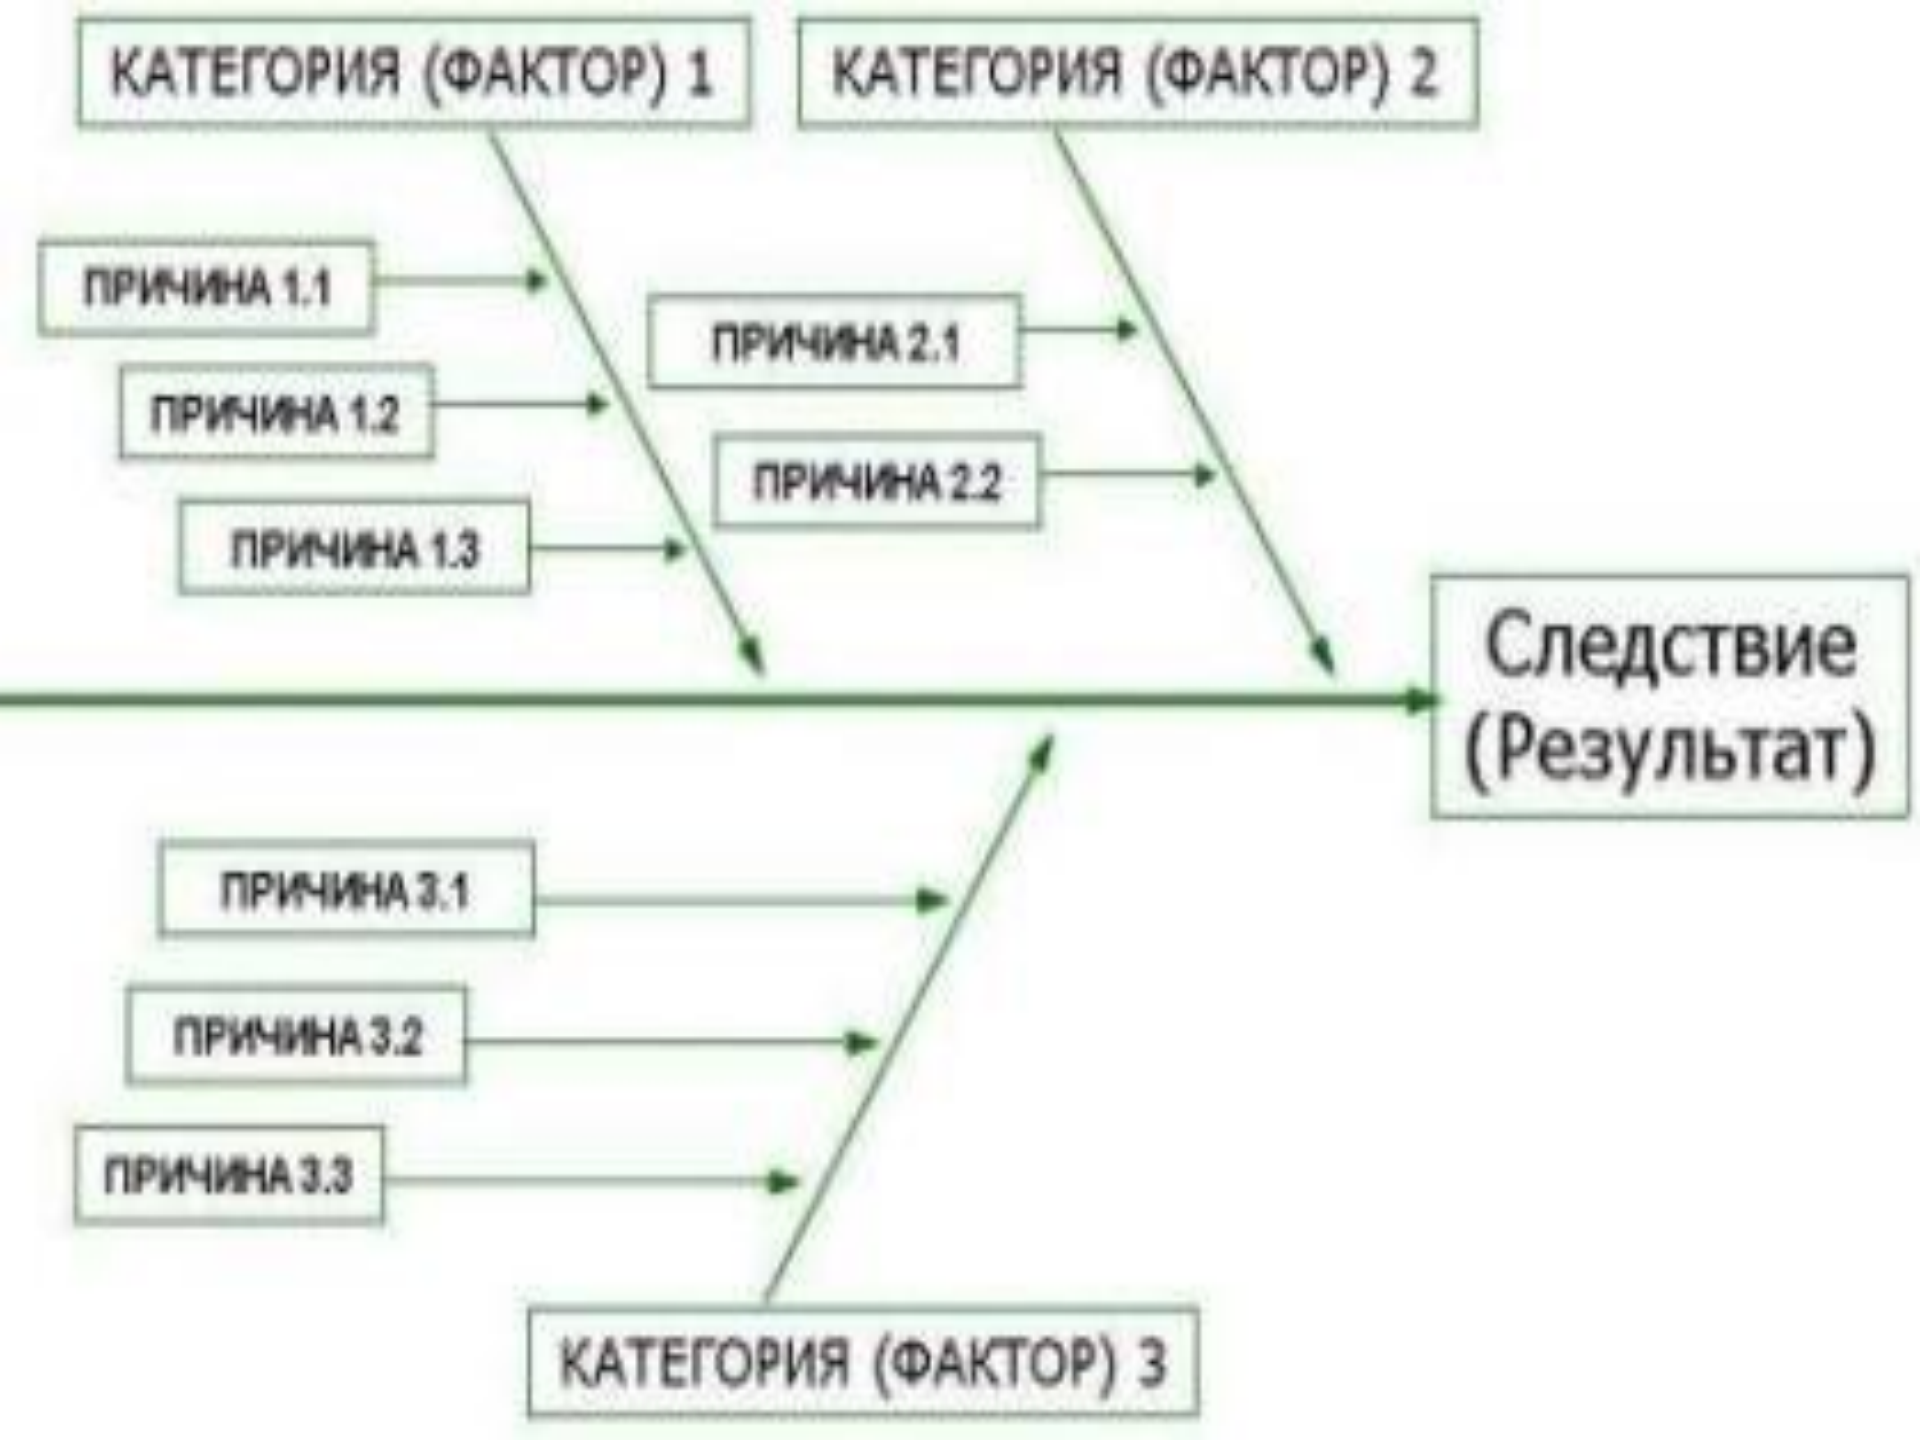 КАТЕГОРИЯ (ФАКТОР) 1
КАТЕГОРИЯ (ФАКТОР) 2
ПРИЧИНА 1.1
ПРИЧИНА 1.2
ПРИЧИНА 1.3
ПРИЧИНА 2.1
ПРИЧИНА 2.2
Следствие
(Результат)
ПРИЧИНА 3.1
ПРИЧИНА 3.2
ПРИЧИНА 3.3
КАТЕГОРИЯ (ФАКТОР) 3